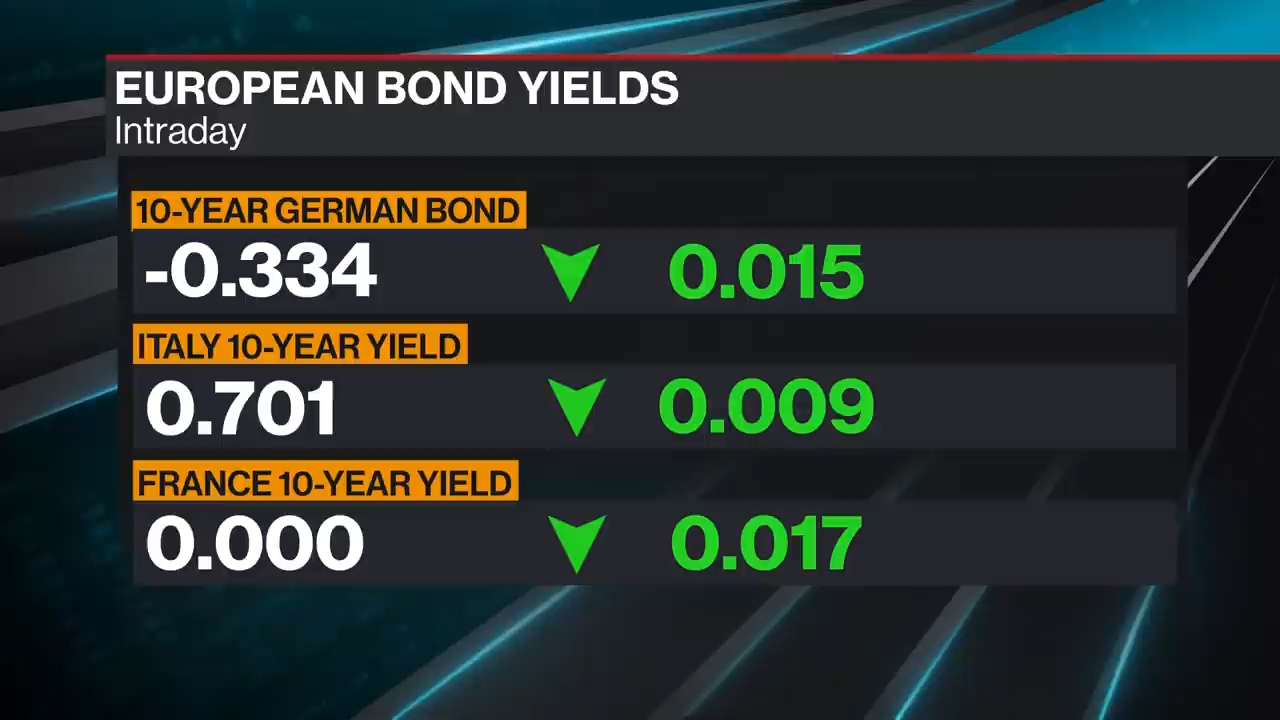 EUROPEAN BOND YIELDS
Intraday
10-YEAR GERMAN BOND
-0.334 0.015
ITALY 10-YEAR YIELD
0.701 0.009
FRANCE 10-YEAR YIELD
0.000 0.017